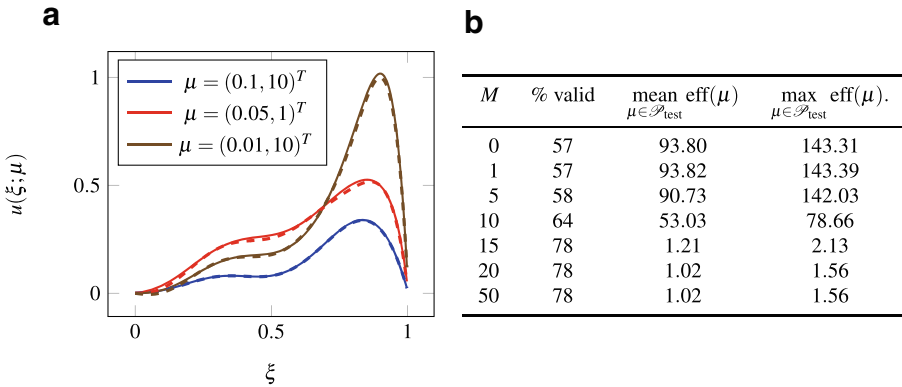 a
μ = (0.1, 10)^T
μ = (0.05, 1)^T
μ = (0.01, 10)^T
1
0.5
0
u(ξ; μ)
0 0.5 1
ξ
b
M % valid mean eff(μ) max eff(μ).
μ∈𝒫test μ∈𝒫test
0 57 93.80 143.31
1 57 93.82 143.39
5 58 90.73 142.03
10 64 53.03 78.66
15 78 1.21 2.13
20 78 1.02 1.56
50 78 1.02 1.56